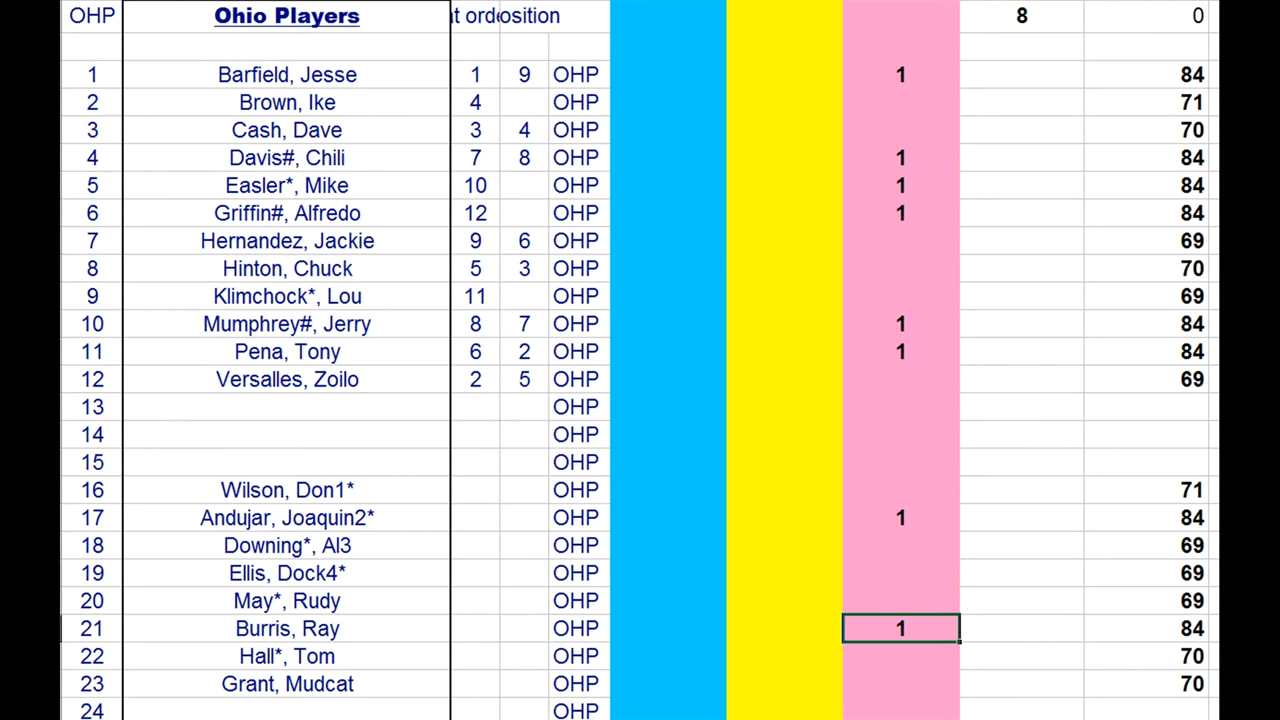 OHP Ohio Players at orde osition 8 0
1 Barfield, Jesse 1 9 OHP 1 84
2 Brown, Ike 4 OHP 71
3 Cash, Dave 3 4 OHP 70
4 Davis#, Chili 7 8 OHP 1 84
5 Easler*, Mike 10 OHP 1 84
6 Griffin#, Alfredo 12 OHP 1 84
7 Hernandez, Jackie 9 6 OHP 69
8 Hinton, Chuck 5 3 OHP 70
9 Klimchock*, Lou 11 OHP 69
10 Mumphrey#, Jerry 8 7 OHP 1 84
11 Pena, Tony 6 2 OHP 1 84
12 Versalles, Zoilo 2 5 OHP 69
13 OHP
14 OHP
15 OHP
16 Wilson, Don1* OHP 71
17 Andujar, Joaquin2* OHP 1 84
18 Downing*, Al3 OHP 69
19 Ellis, Dock4* OHP 69
20 May*, Rudy OHP 69
21 Burris, Ray OHP 1 84
22 Hall*, Tom OHP 70
23 Grant, Mudcat OHP 70
24 OHP